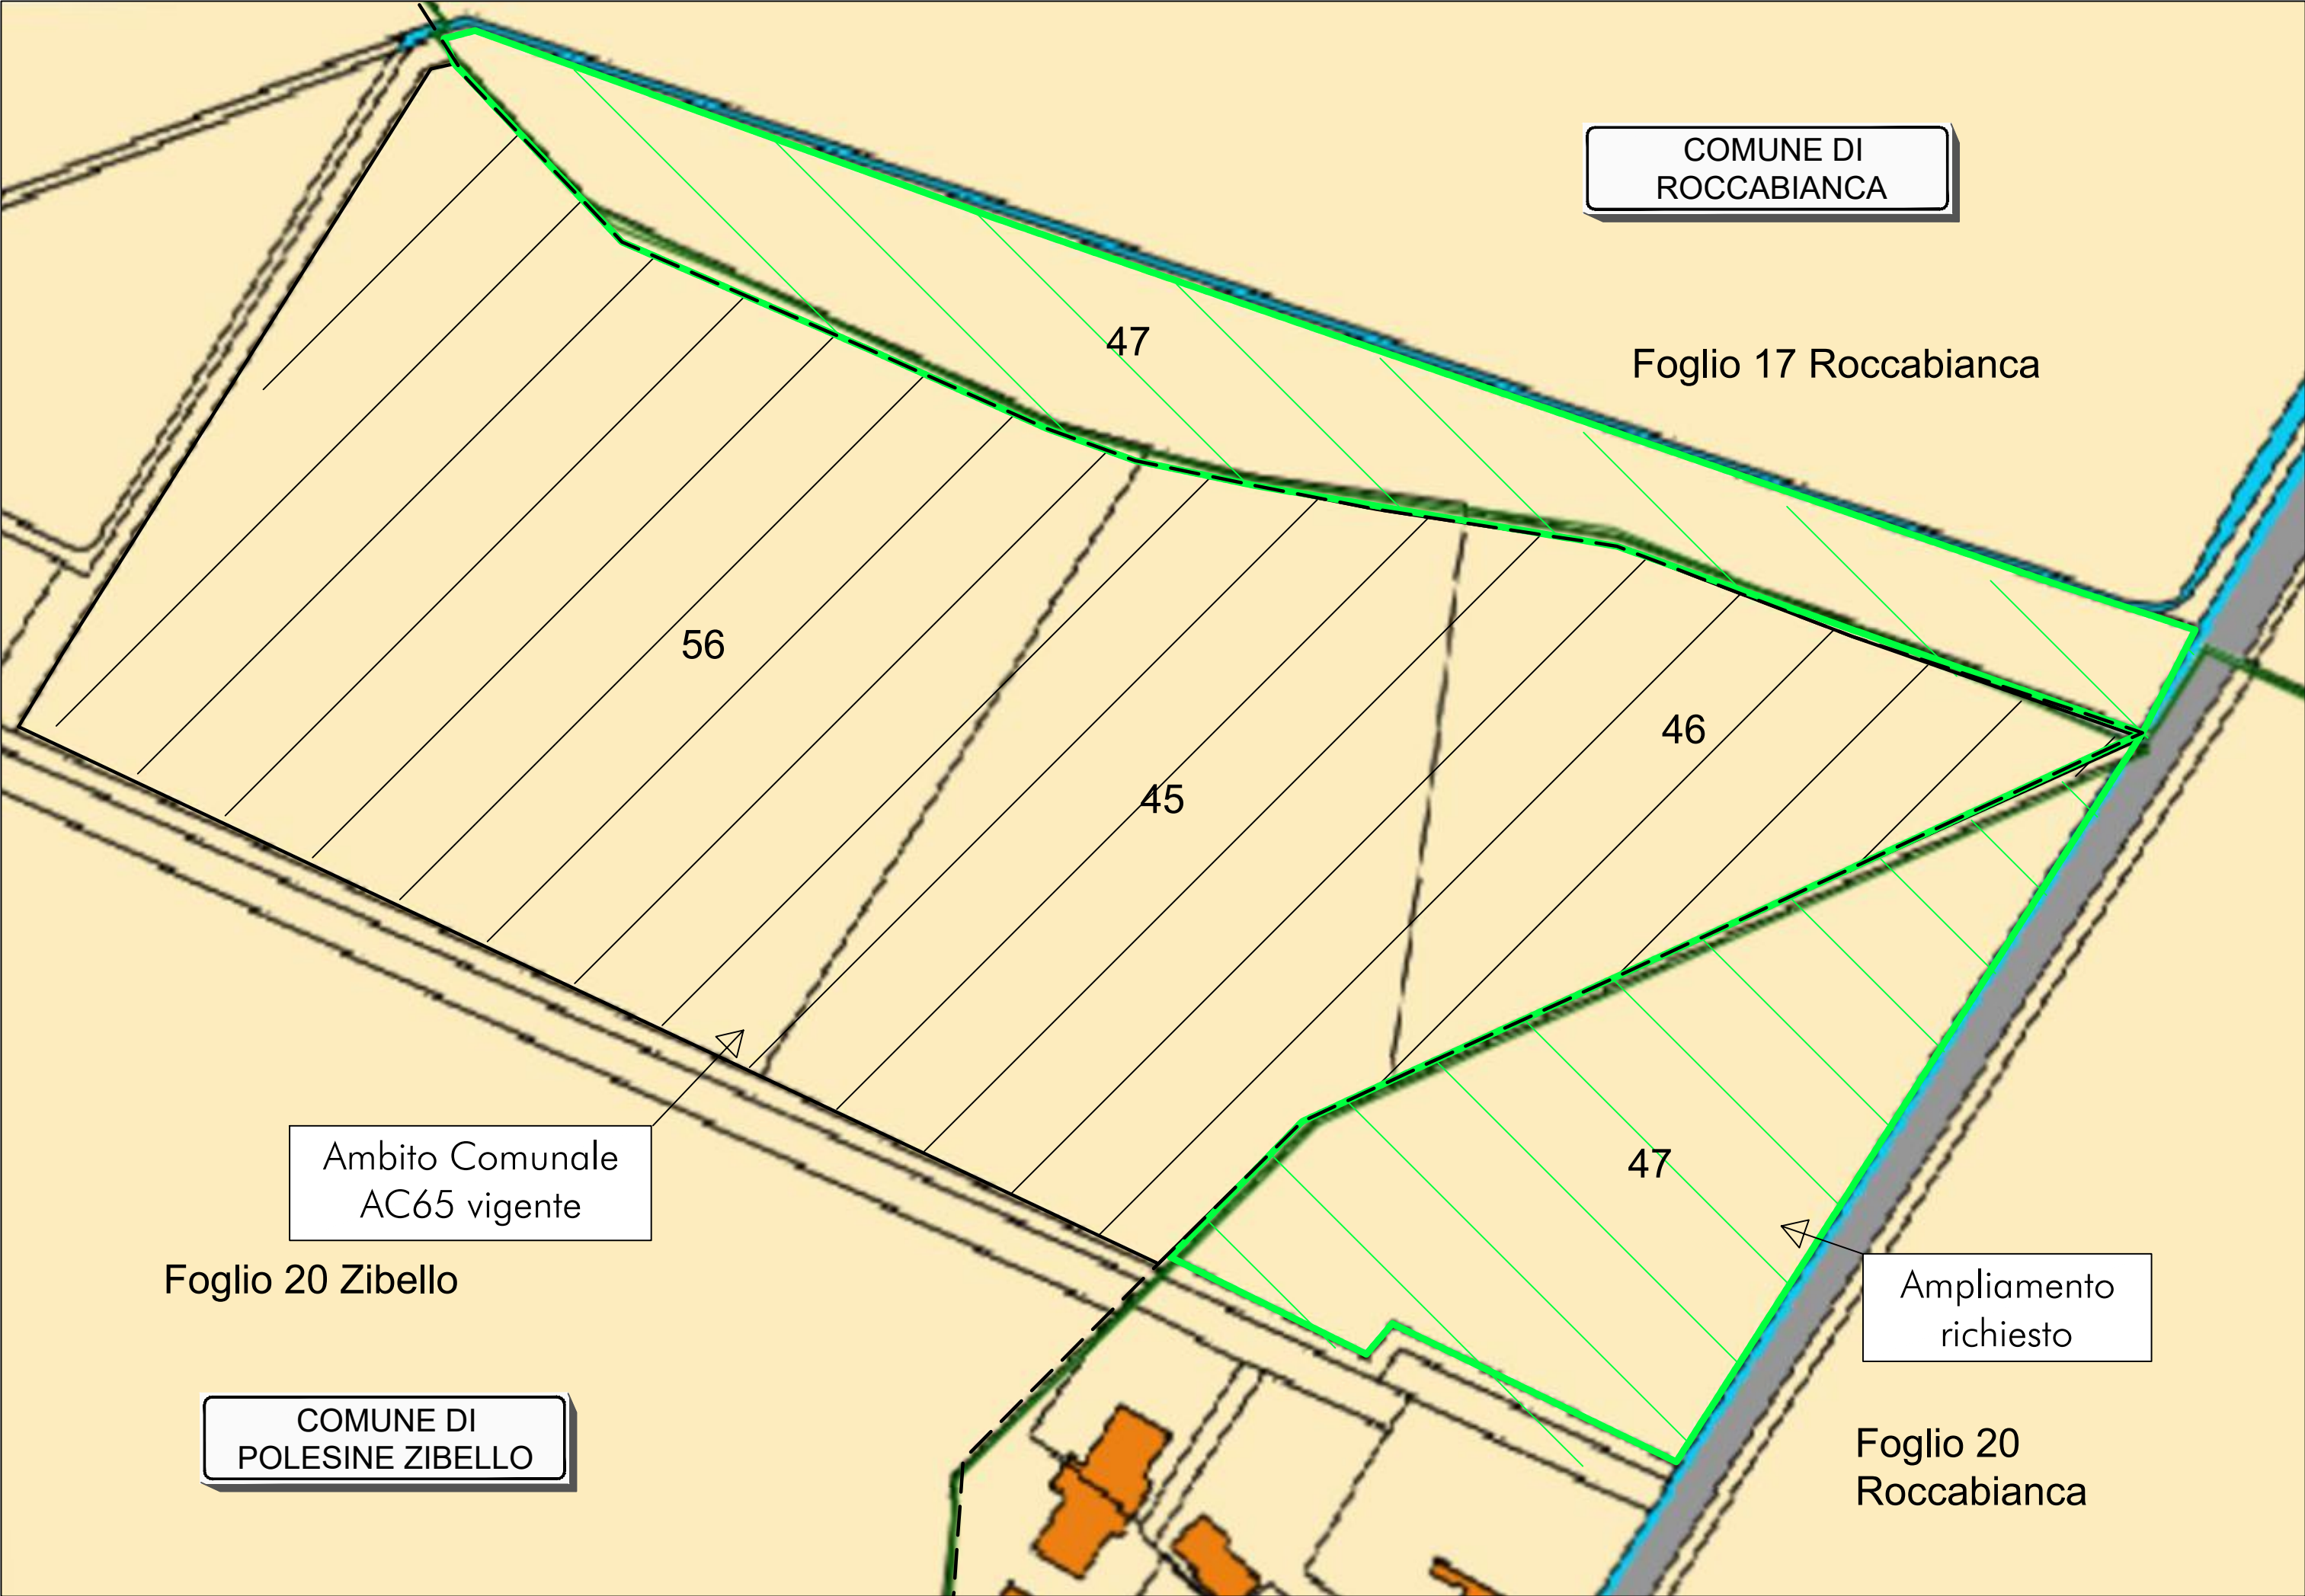 COMUNE DI
ROCCABIANCA
47
Foglio 17 Roccabianca
56
46
45
Ambito Comunale
AC65 vigente
47
Foglio 20 Zibello
Ampliamento
richiesto
COMUNE DI
POLESINE ZIBELLO
Foglio 20
Roccabianca